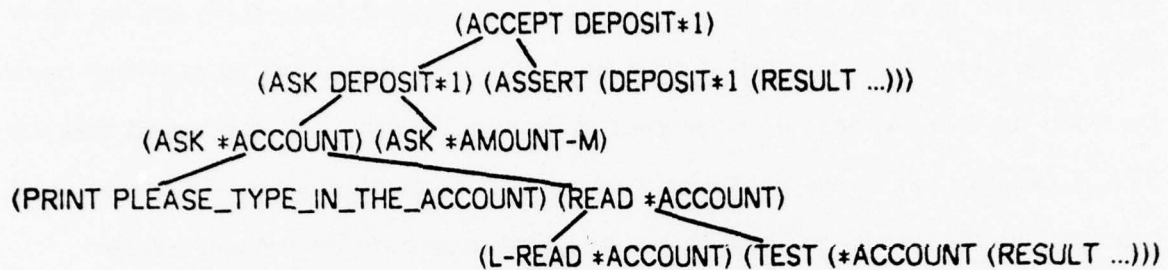 (ACCEPT DEPOSIT*1)
(ASK DEPOSIT*1) (ASSERT (DEPOSIT*1 (RESULT ...)))
(ASK *ACCOUNT) (ASK *AMOUNT-M)
(PRINT PLEASE_TYPE_IN_THE_ACCOUNT) (READ *ACCOUNT)
(L-READ *ACCOUNT) (TEST (*ACCOUNT (RESULT ...)))